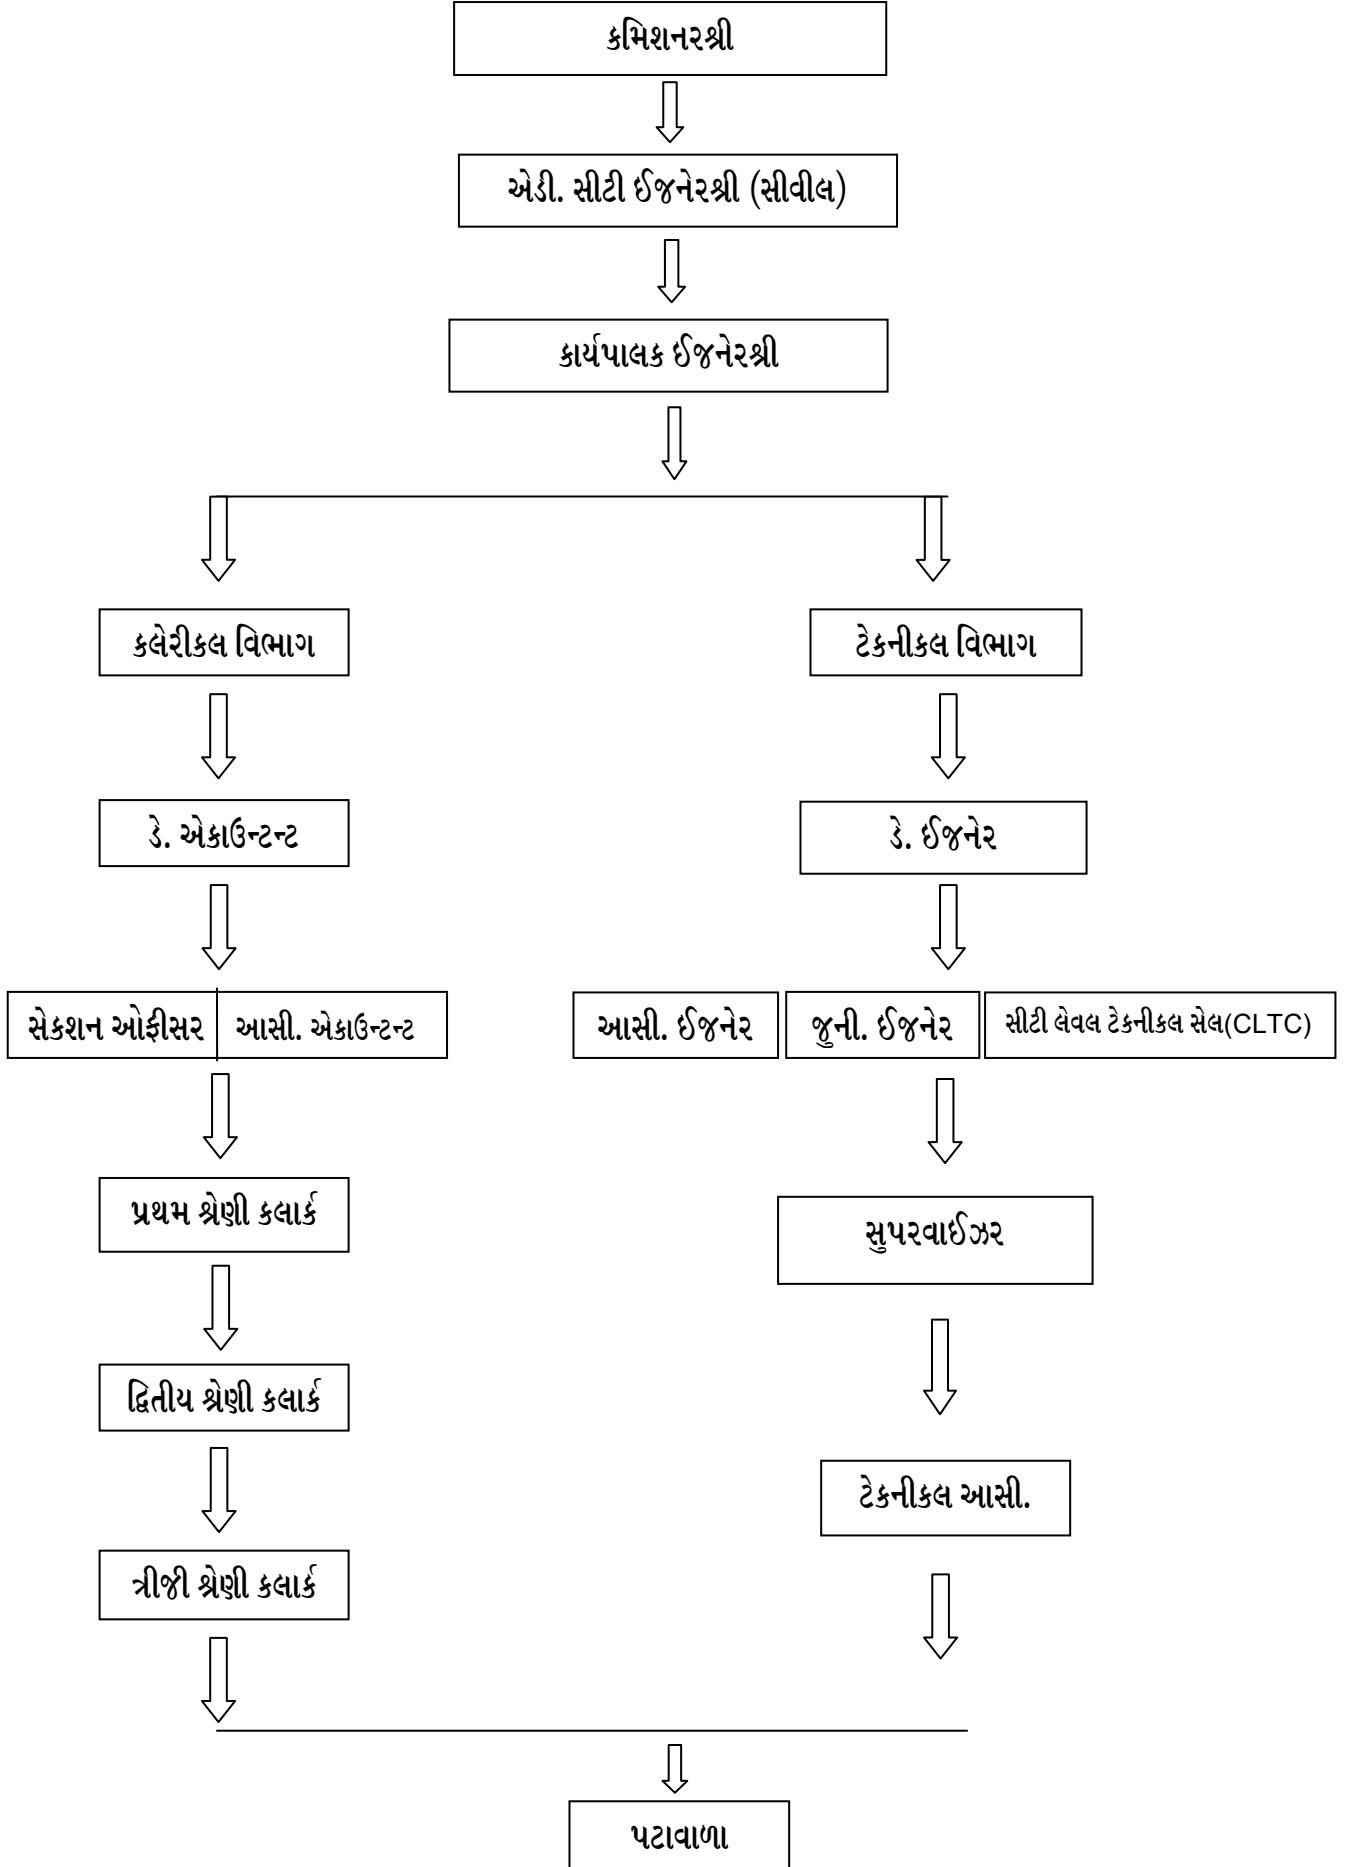 કમિશનરશ્રી
એડી. સીટી ઈજનેરશ્રી (સીવીલ)
કાર્યપાલક ઈજનેરશ્રી
કલેરીકલ વિભાગ
ટેકનીકલ વિભાગ
ડે. એકાઉન્ટન્ટ
ડે. ઈજનેર
સેકશન ઓફીસર
આસી. એકાઉન્ટન્ટ
આસી. ઈજનેર
જુની. ઈજનેર
સીટી લેવલ ટેકનીકલ સેલ(CLTC)
પ્રથમ શ્રેણી કલાર્ક
સુપરવાઈઝર
દ્વિતીય શ્રેણી કલાર્ક
ટેકનીકલ આસી.
ત્રીજી શ્રેણી કલાર્ક
પટાવાળા